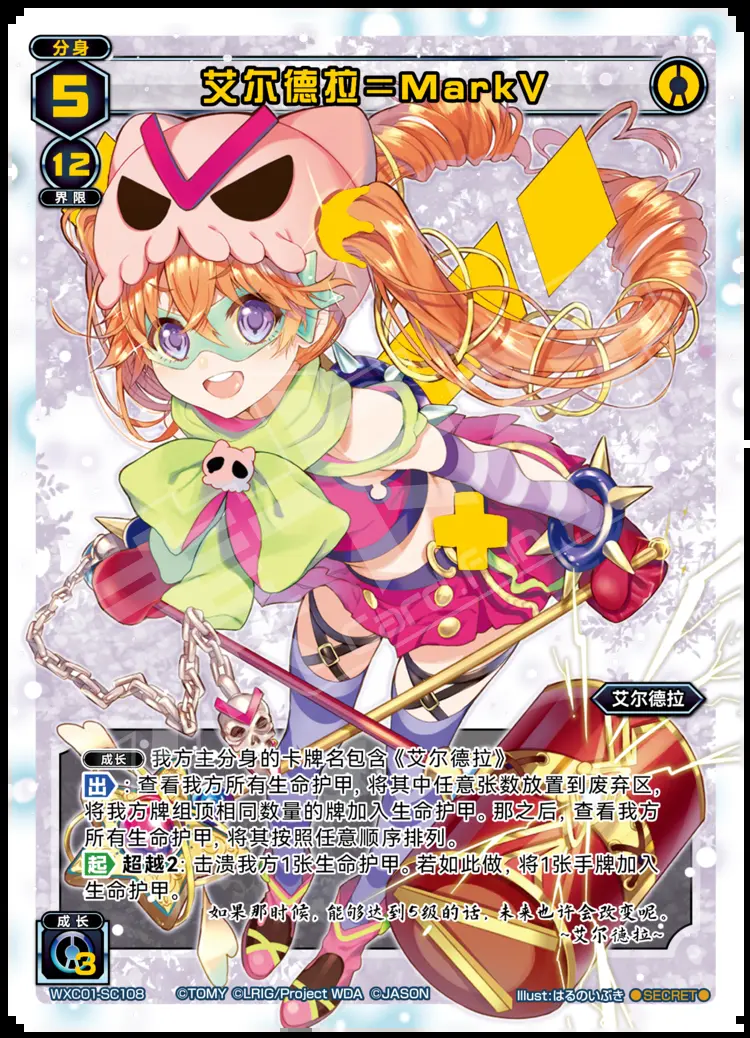 分身
5
艾尔德拉=MarkV
12
界限
艾尔德拉
成长 我方主分身的卡牌名包含《艾尔德拉》
出:查看我方所有生命护甲,将其中任意张数放置到废弃区,
将我方牌组顶相同数量的牌加入生命护甲。那之后,查看我方
所有生命护甲,将其按照任意顺序排列。
起 超越2:击溃我方1张生命护甲。若如此做,将1张手牌加入
生命护甲。
如果那时候,能够达到5级的话,未来也许会改变呢。
~艾尔德拉~
成长
3
WXC01-SC108 ©TOMY ©LRIG/Project WDA ©JASON Illust:はるのいぶき SECRET